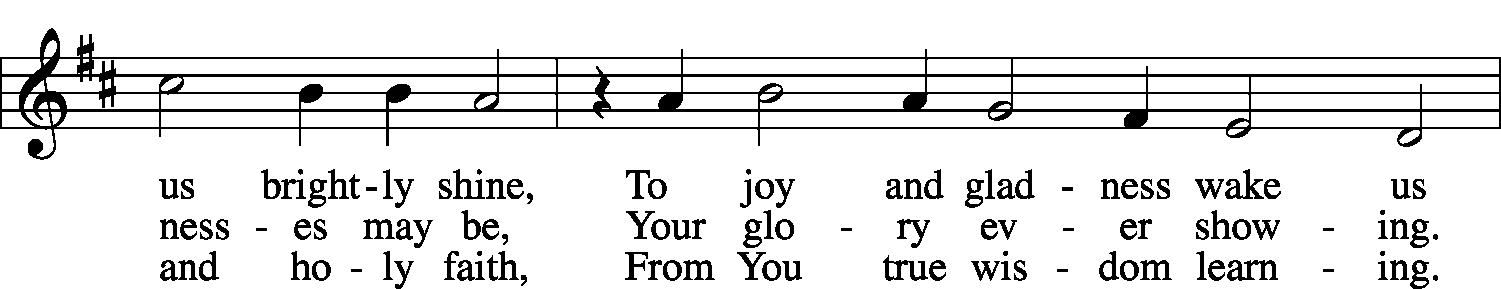 us bright-ly shine, To joy and glad - ness wake us
ness - es may be, Your glo - ry ev - er show - ing.
and ho - ly faith, From You true wis - dom learn - ing.